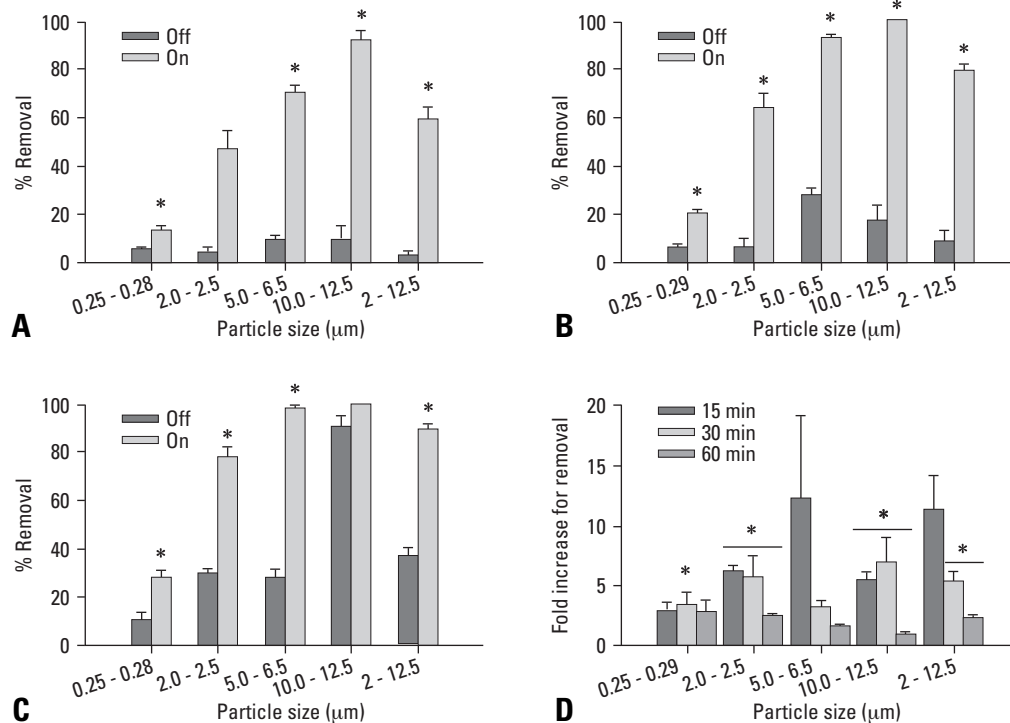 100
80
60
40
20
0
% Removal
Off
On
*
*
*
*
0.25 - 0.28
2.0 - 2.5
5.0 - 6.5
10.0 - 12.5
2 - 12.5
Particle size (μm)
A
100
80
60
40
20
0
% Removal
Off
On
*
*
*
*
*
0.25 - 0.29
2.0 - 2.5
5.0 - 6.5
10.0 - 12.5
2 - 12.5
Particle size (μm)
B
100
80
60
40
20
0
% Removal
Off
On
*
*
*
*
0.25 - 0.28
2.0 - 2.5
5.0 - 6.5
10.0 - 12.5
2 - 12.5
Particle size (μm)
C
20
15
10
5
0
Fold increase for removal
15 min
30 min
60 min
*
*
*
*
0.25 - 0.29
2.0 - 2.5
5.0 - 6.5
10.0 - 12.5
2 - 12.5
Particle size (μm)
D